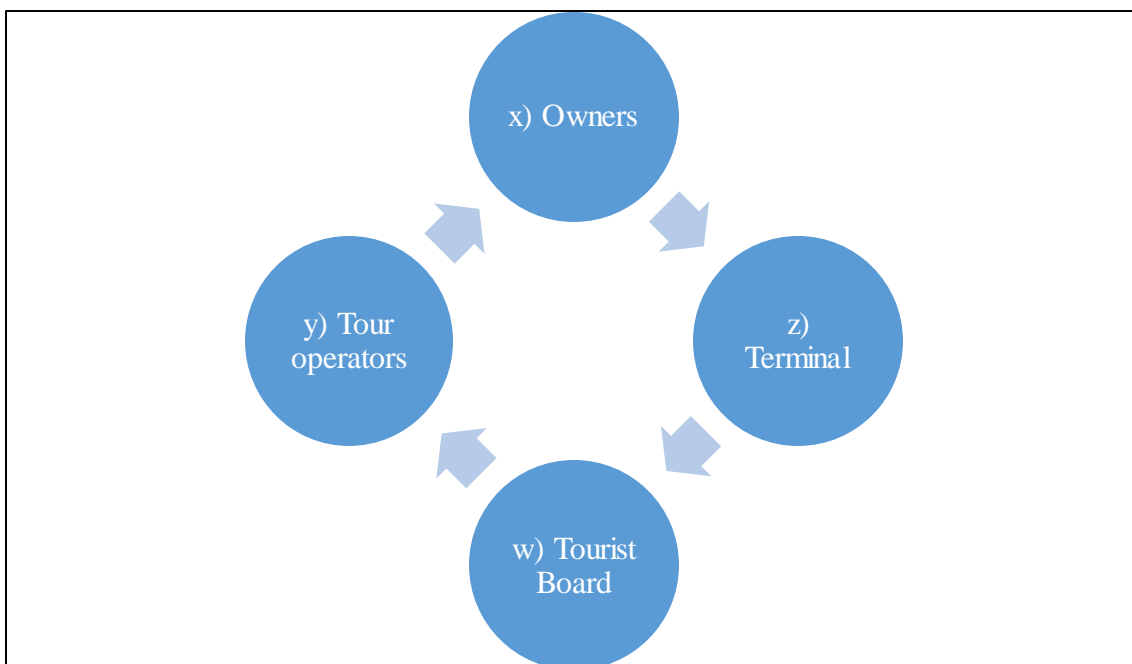 x) Owners
y) Tour
operators
z)
Terminal
w) Tourist
Board